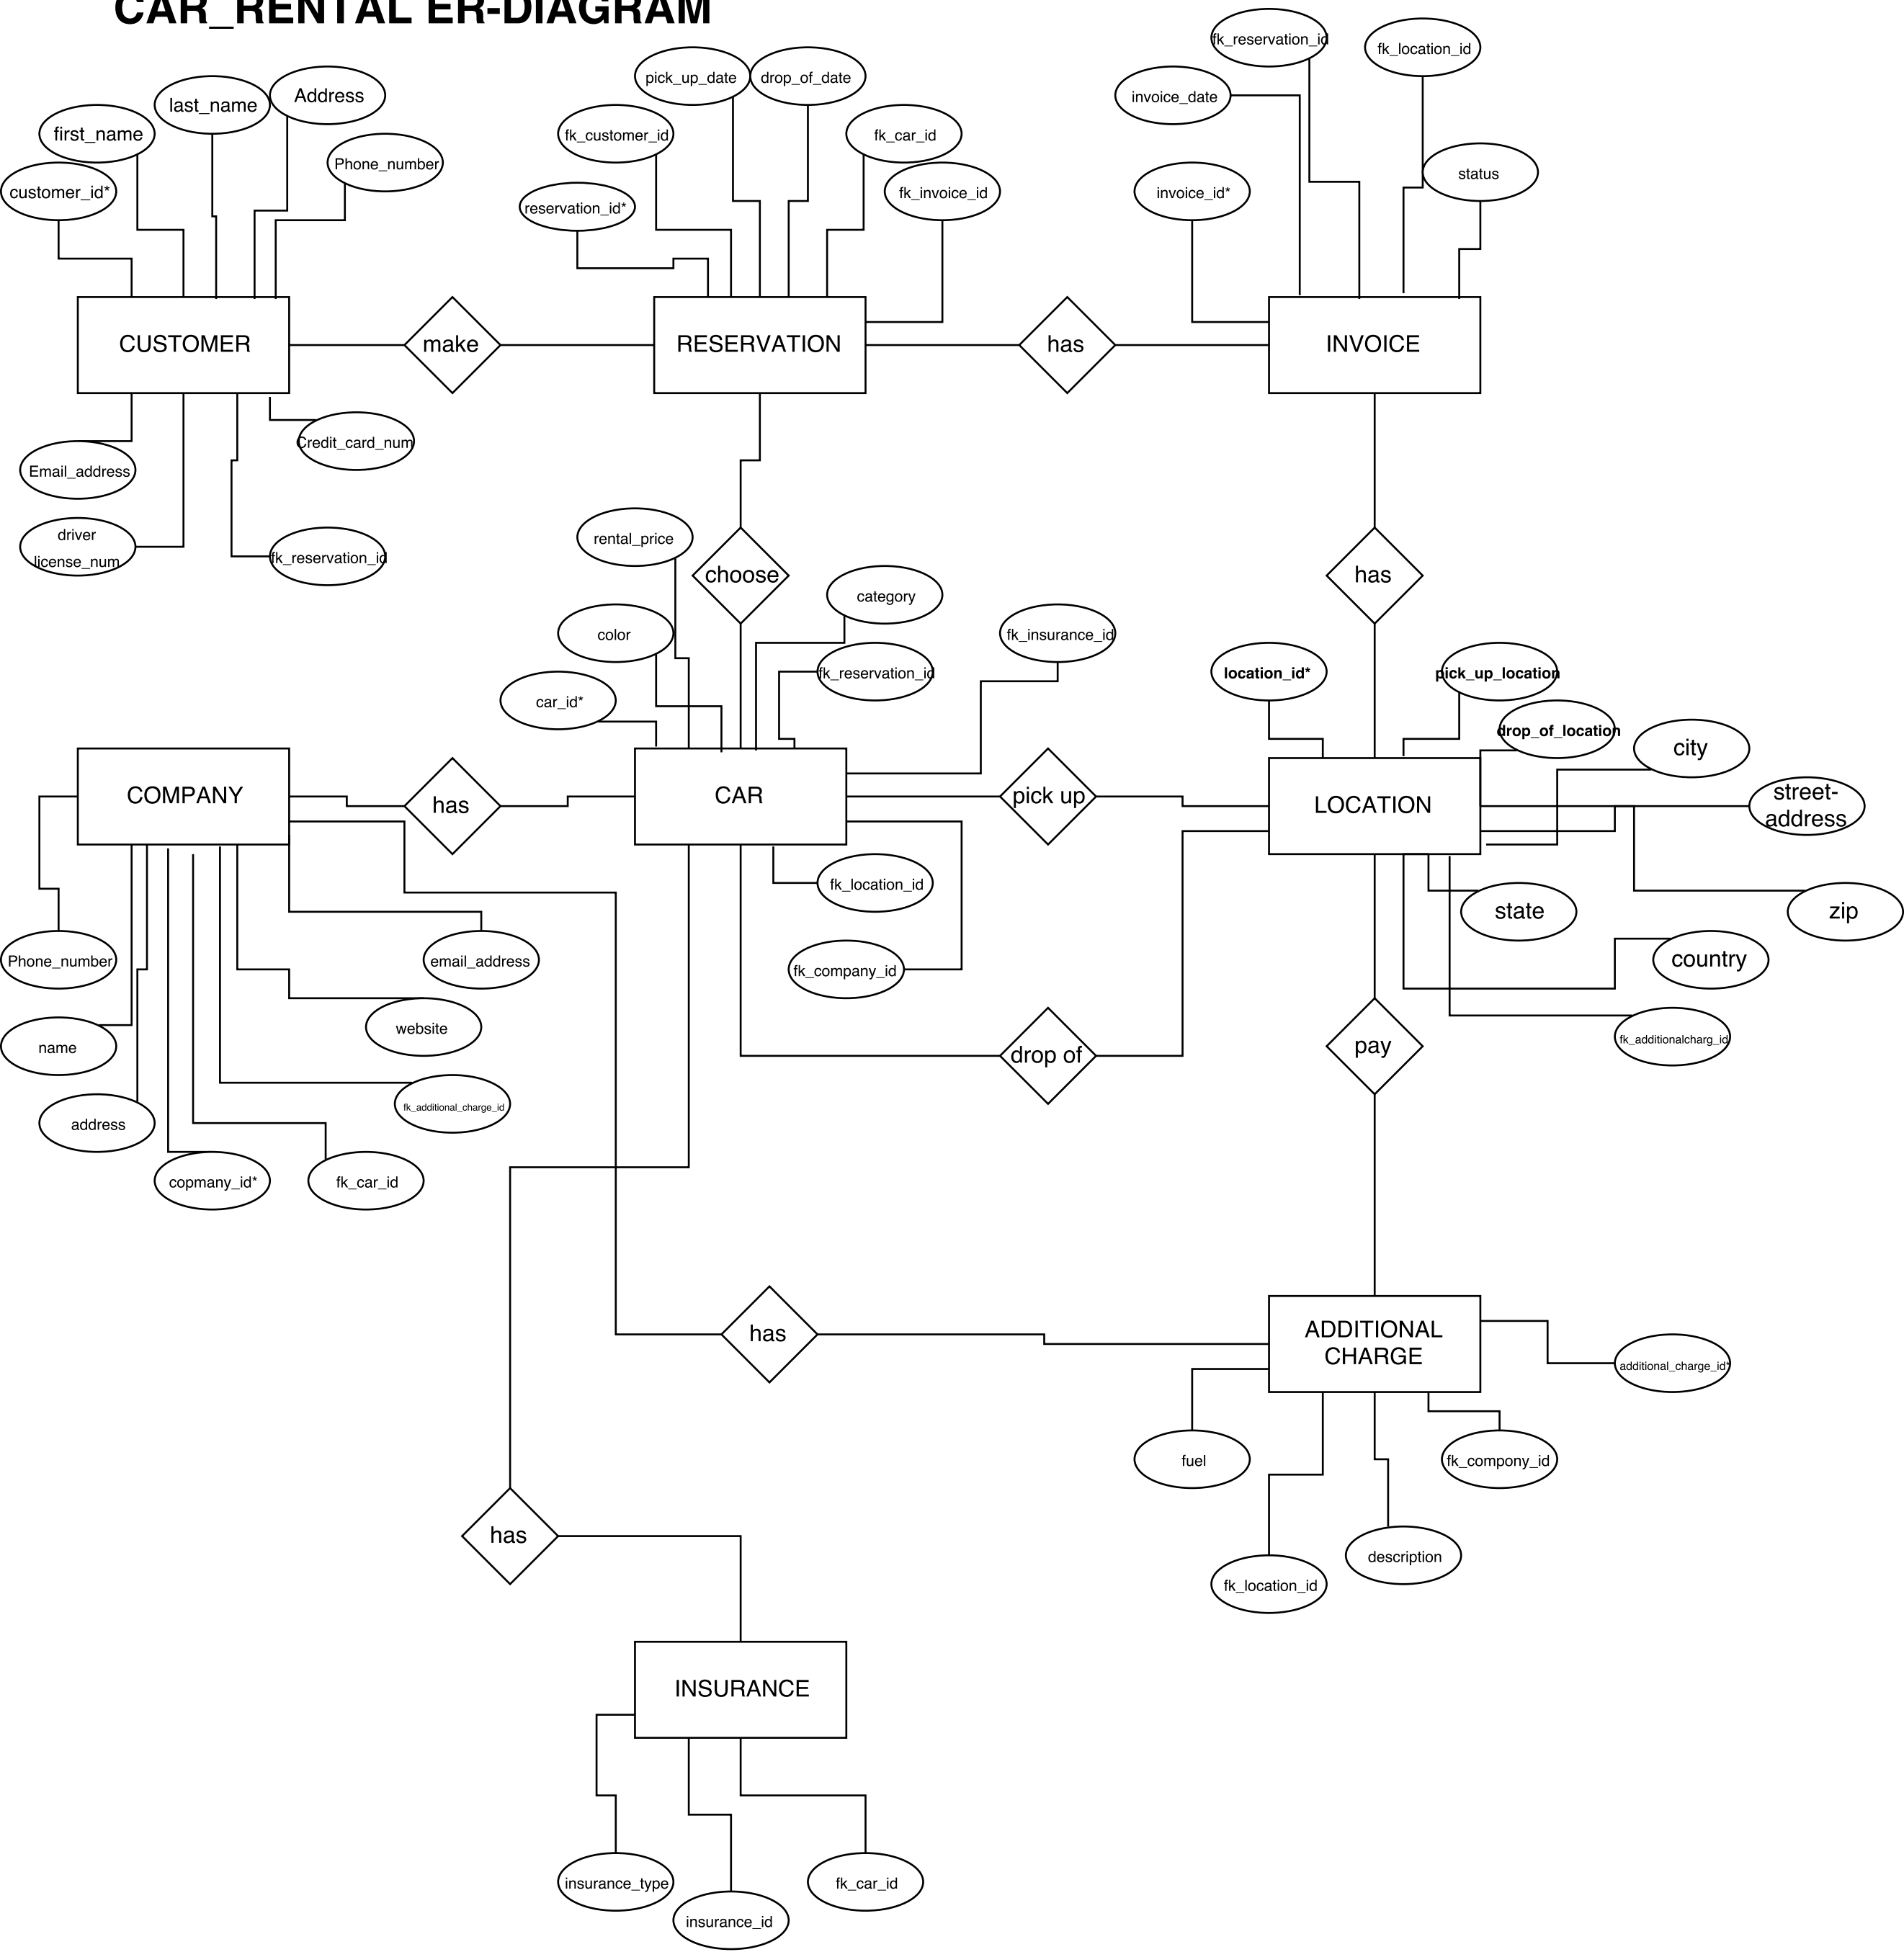 CAR_RENTAL ER-DIAGRAM
fk_reservation_id
fk_location_id
pick_up_date
drop_of_date
invoice_date
last_name
Address
first_name
Phone_number
fk_customer_id
fk_car_id
status
customer_id*
reservation_id*
fk_invoice_id
invoice_id*
CUSTOMER
make
RESERVATION
has
INVOICE
Credit_card_num
Email_address
driver
license_num
fk_reservation_id
rental_price
choose
category
has
color
fk_insurance_id
car_id*
fk_reservation_id
location_id*
pick_up_location
drop_of_location
city
COMPANY
has
CAR
pick up
LOCATION
street-
address
fk_location_id
state
zip
Phone_number
email_address
fk_company_id
country
name
website
drop of
pay
fk_additionalcharg_id
address
fk_additional_charge_id
copmany_id*
fk_car_id
has
ADDITIONAL
CHARGE
additional_charge_id*
fuel
fk_compony_id
has
fk_location_id
description
INSURANCE
insurance_type
fk_car_id
insurance_id